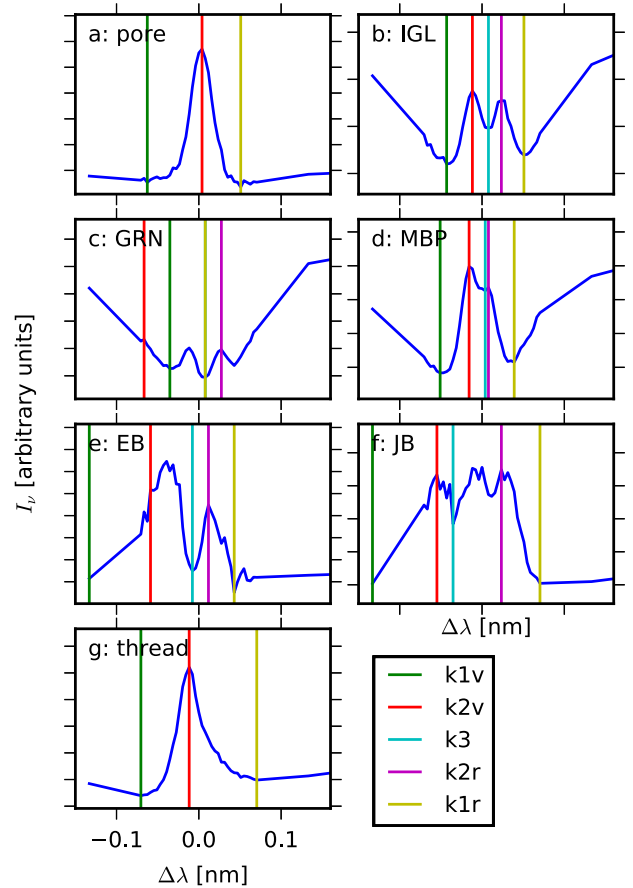 a: pore
b: IGL
c: GRN
d: MBP
e: EB
f: JB
g: thread
I_ν [arbitrary units]
Δλ [nm]
−0.1 0.0 0.1
Δλ [nm]
k1v
k2v
k3
k2r
k1r